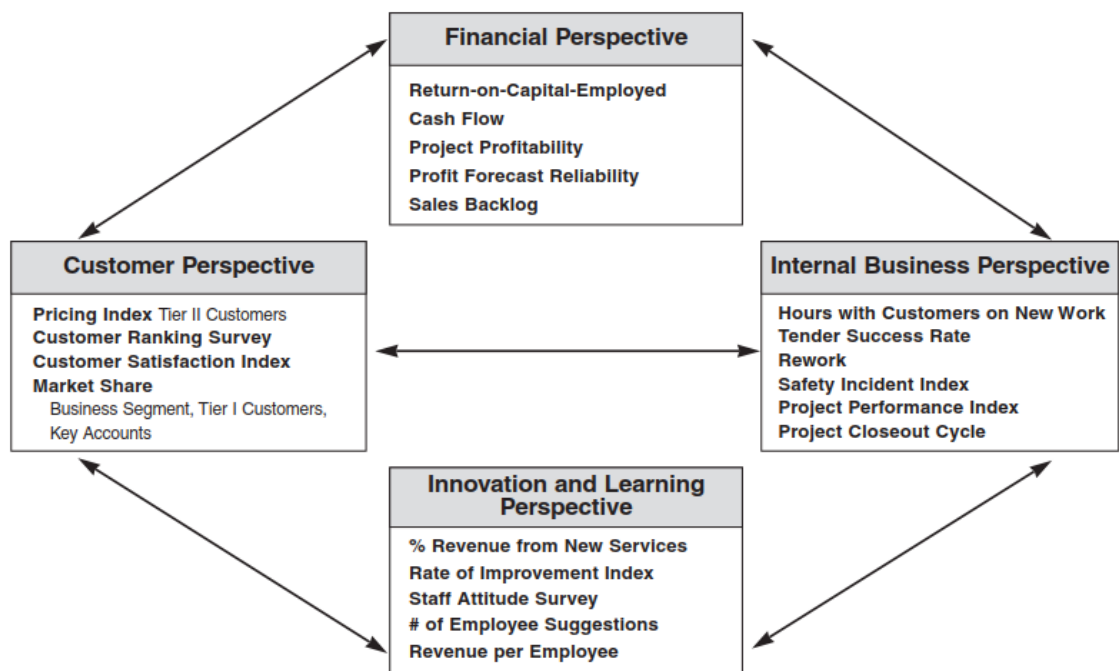 Financial Perspective
Return-on-Capital-Employed
Cash Flow
Project Profitability
Profit Forecast Reliability
Sales Backlog
Customer Perspective
Pricing Index Tier II Customers
Customer Ranking Survey
Customer Satisfaction Index
Market Share
Business Segment, Tier I Customers,
Key Accounts
Internal Business Perspective
Hours with Customers on New Work
Tender Success Rate
Rework
Safety Incident Index
Project Performance Index
Project Closeout Cycle
Innovation and Learning
Perspective
% Revenue from New Services
Rate of Improvement Index
Staff Attitude Survey
# of Employee Suggestions
Revenue per Employee